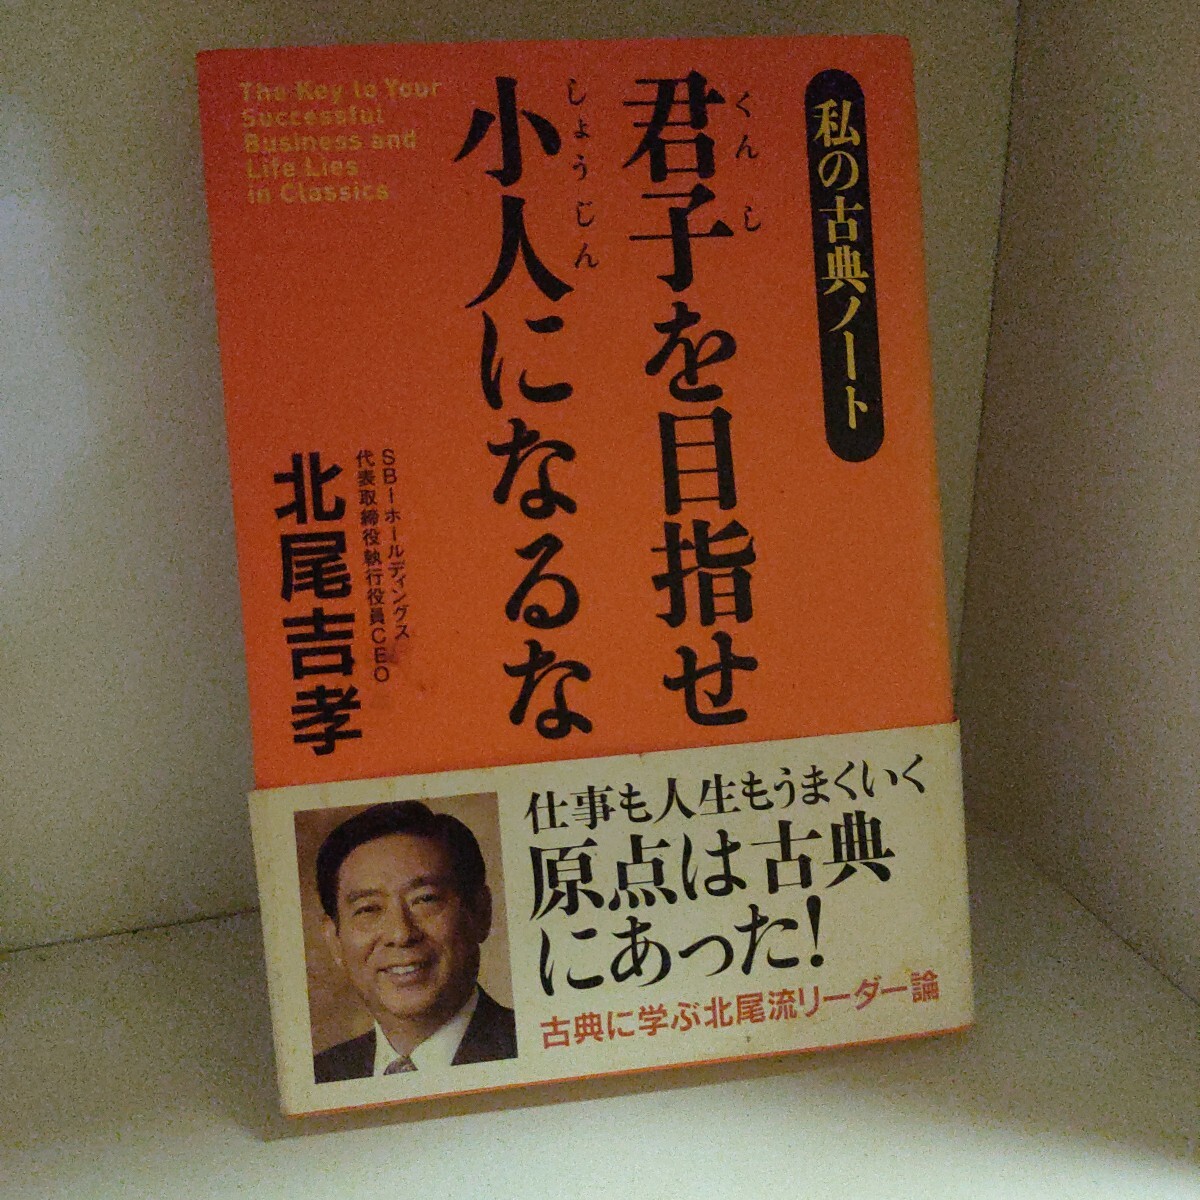 私の古典ノート
くんし
君子を目指せ
しょうじん
小人になるな
The Key to Your
Successful
Business and
Life Lies
in Classics
SBIホールディングス
代表取締役執行役員CEO
北尾吉孝
仕事も人生もうまくいく
原点は古典
にあった!
古典に学ぶ北尾流リーダー論